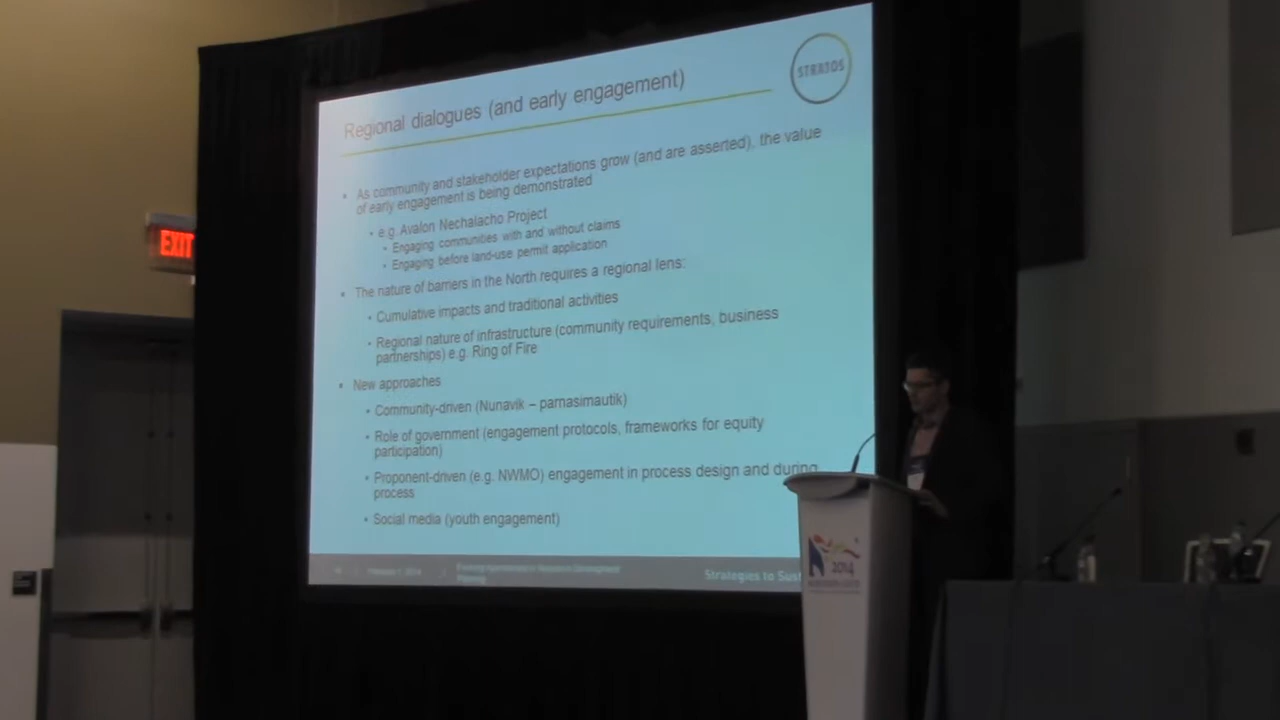 STRATOS
Regional dialogues (and early engagement)
• As community and stakeholder expectations grow (and are asserted), the value
of early engagement is being demonstrated
• e.g. Avalon Nechalacho Project
• Engaging communities with and without claims
• Engaging before land-use permit application
• The nature of barriers in the North requires a regional lens:
• Cumulative impacts and traditional activities
• Regional nature of infrastructure (community requirements, business
partnerships) e.g. Ring of Fire
• New approaches
• Community-driven (Nunavik – parnasimautik)
• Role of government (engagement protocols, frameworks for equity
participation)
• Proponent-driven (e.g. NWMO) engagement in process design and during
process
• Social media (youth engagement)
Strategies to Sus
EXIT
2014